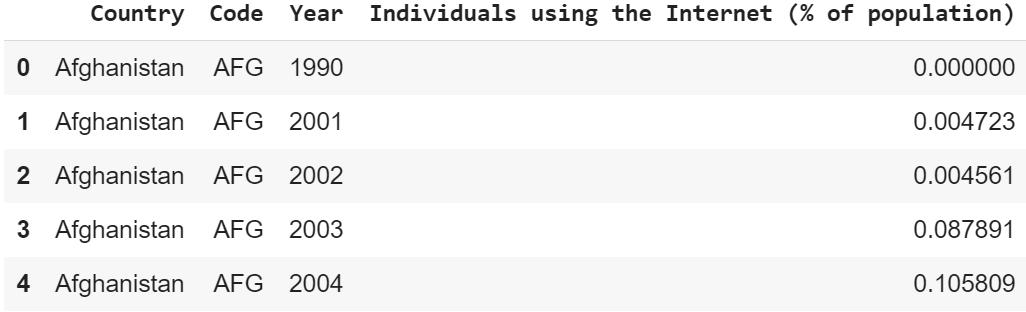 Country Code Year Individuals using the Internet (% of population)
0 Afghanistan AFG 1990 0.000000
1 Afghanistan AFG 2001 0.004723
2 Afghanistan AFG 2002 0.004561
3 Afghanistan AFG 2003 0.087891
4 Afghanistan AFG 2004 0.105809